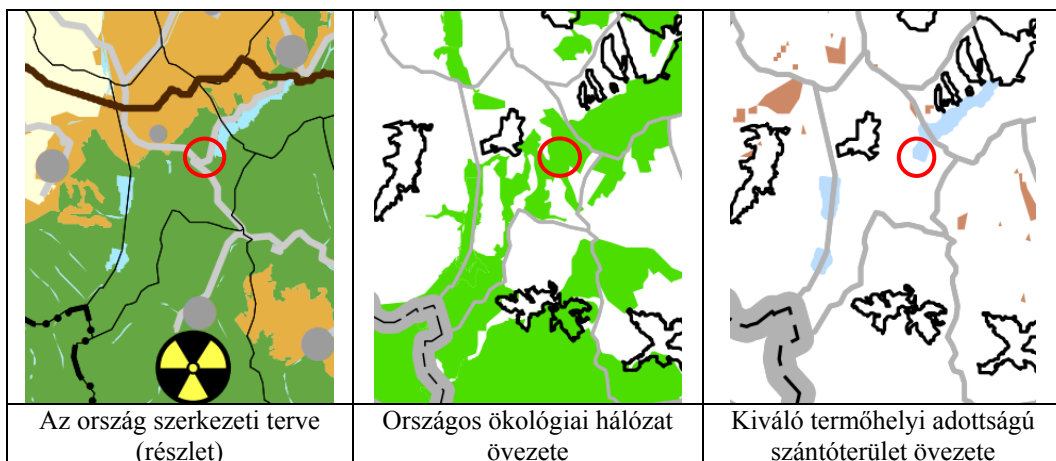 Az ország szerkezeti terve
(részlet)
Országos ökológiai hálózat
övezete
Kiváló termőhelyi adottságú
szántóterület övezete